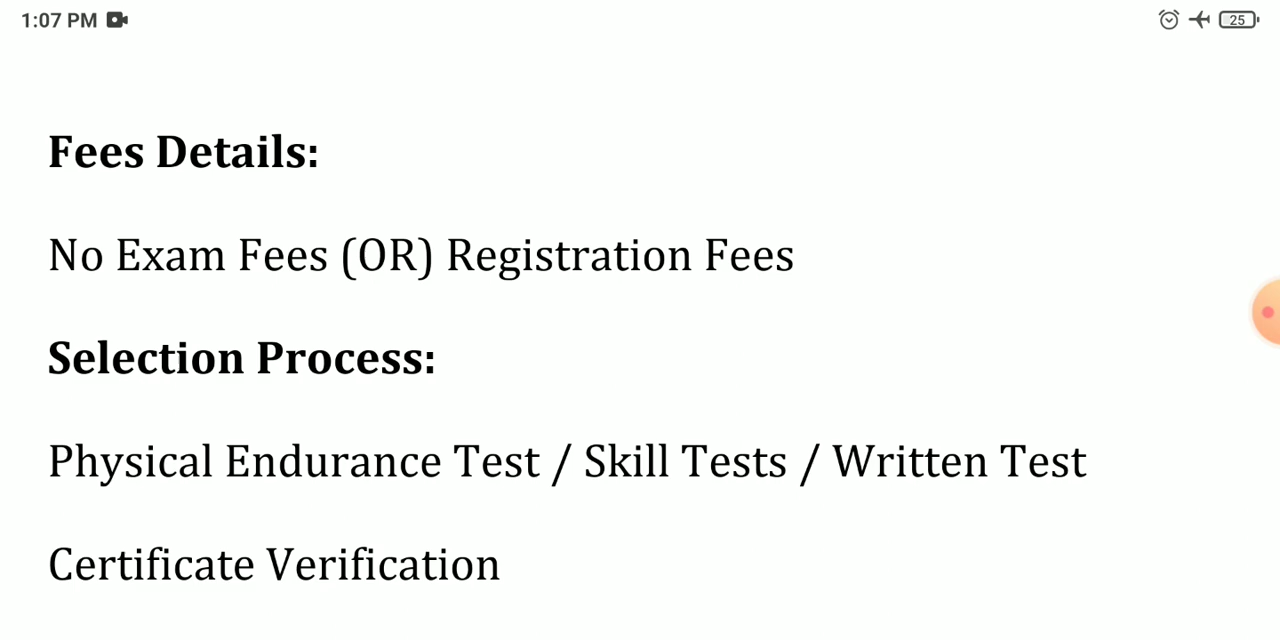 1:07 PM
25
Fees Details:
No Exam Fees (OR) Registration Fees
Selection Process:
Physical Endurance Test / Skill Tests / Written Test
Certificate Verification